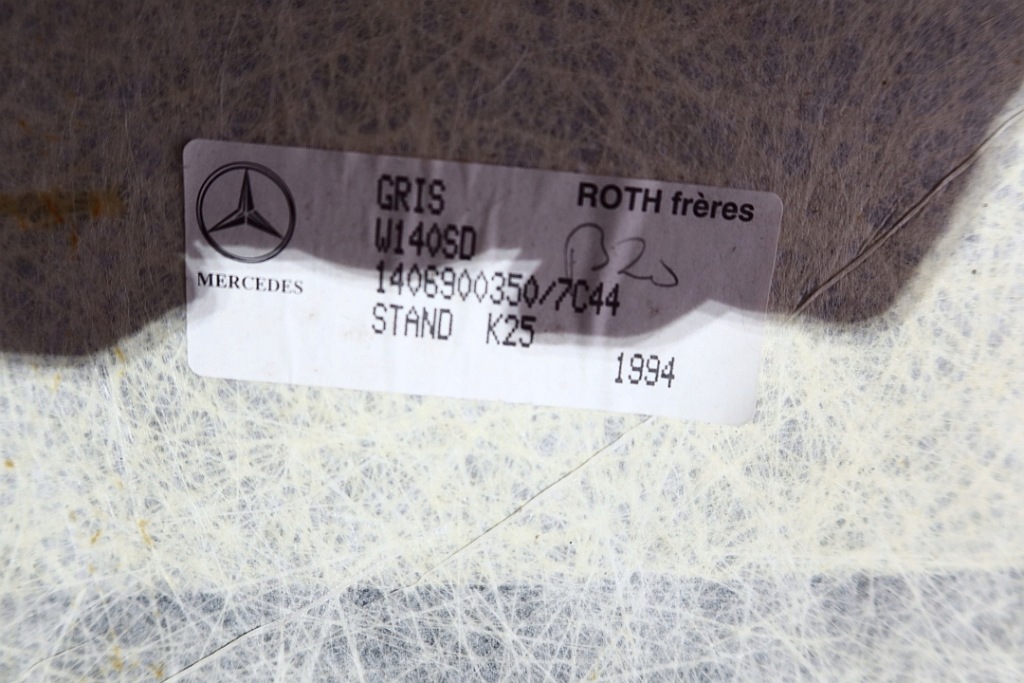 GRIS
ROTH frères
W140SD
MERCEDES
1406900350/7C44
STAND K25
1994